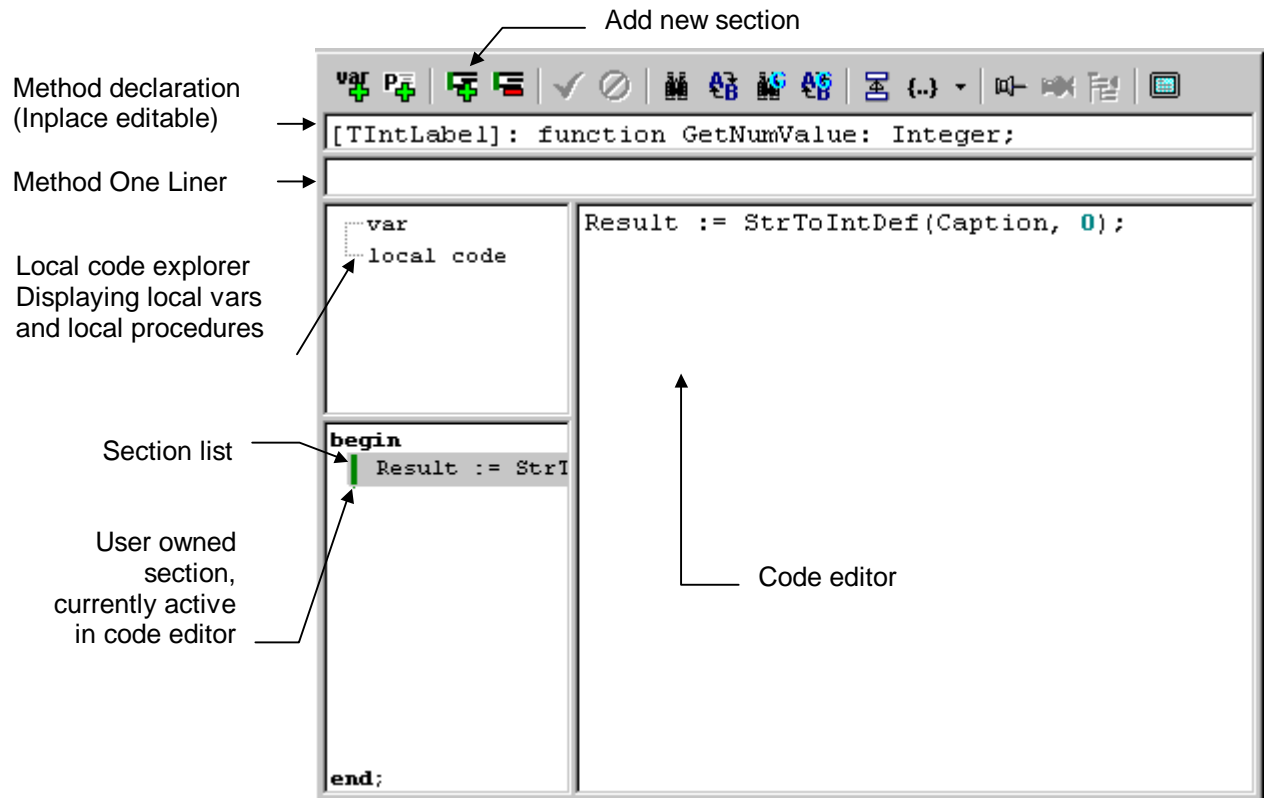 Add new section
Method declaration
(Inplace editable)
[TIntLabel]: function GetNumValue: Integer;
Method One Liner
var
local code
Result := StrToIntDef(Caption, 0);
Local code explorer
Displaying local vars
and local procedures
Section list
begin
Result := StrT
User owned
section,
currently active
in code editor
Code editor
end;